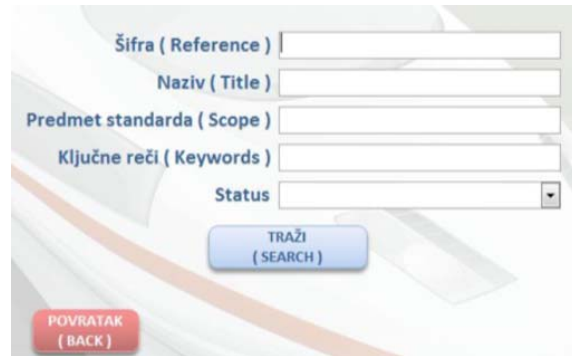 Šifra ( Reference )
Naziv ( Title )
Predmet standarda ( Scope )
Ključne reči ( Keywords )
Status
TRAŽI
( SEARCH )
POVRATAK
( BACK )